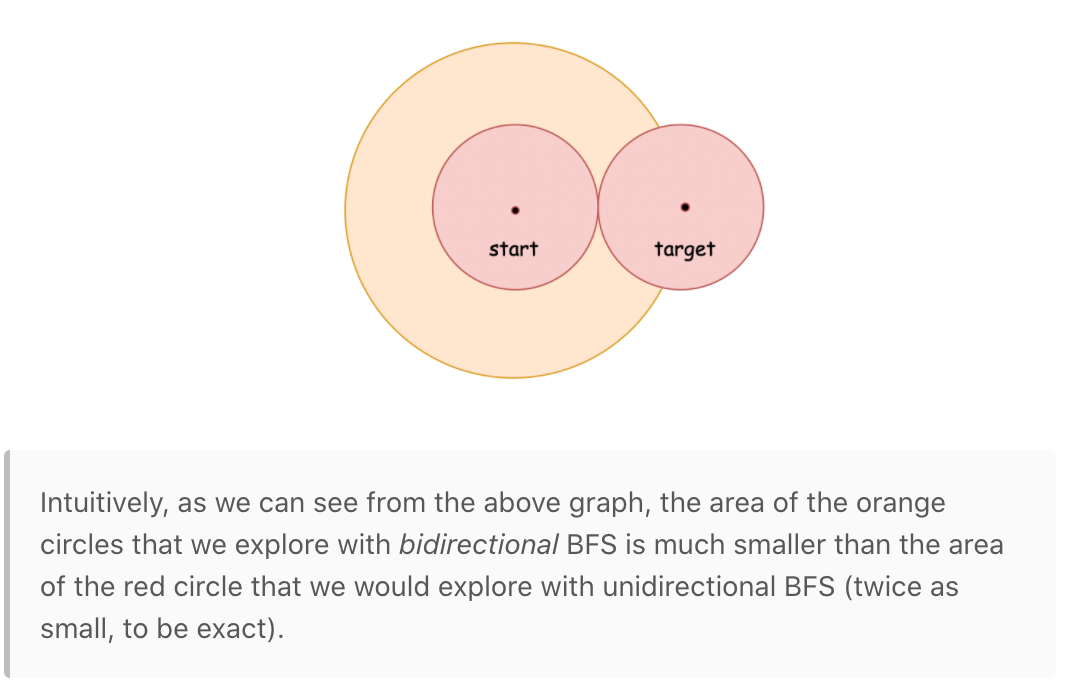 start
target
Intuitively, as we can see from the above graph, the area of the orange
circles that we explore with bidirectional BFS is much smaller than the area
of the red circle that we would explore with unidirectional BFS (twice as
small, to be exact).